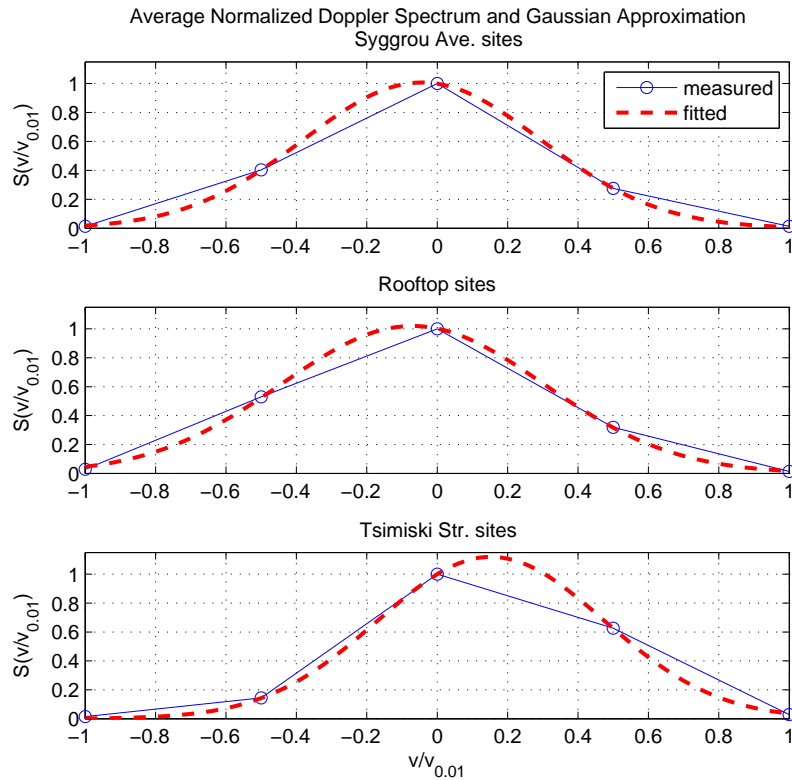 Average Normalized Doppler Spectrum and Gaussian Approximation
Syggrou Ave. sites
S(v/v0.01)
1
0.8
0.6
0.4
0.2
0
−1 −0.8 −0.6 −0.4 −0.2 0 0.2 0.4 0.6 0.8 1
measured
fitted
Rooftop sites
S(v/v0.01)
1
0.8
0.6
0.4
0.2
0
−1 −0.8 −0.6 −0.4 −0.2 0 0.2 0.4 0.6 0.8 1
Tsimiski Str. sites
S(v/v0.01)
1
0.8
0.6
0.4
0.2
0
−1 −0.8 −0.6 −0.4 −0.2 0 0.2 0.4 0.6 0.8 1
v/v0.01